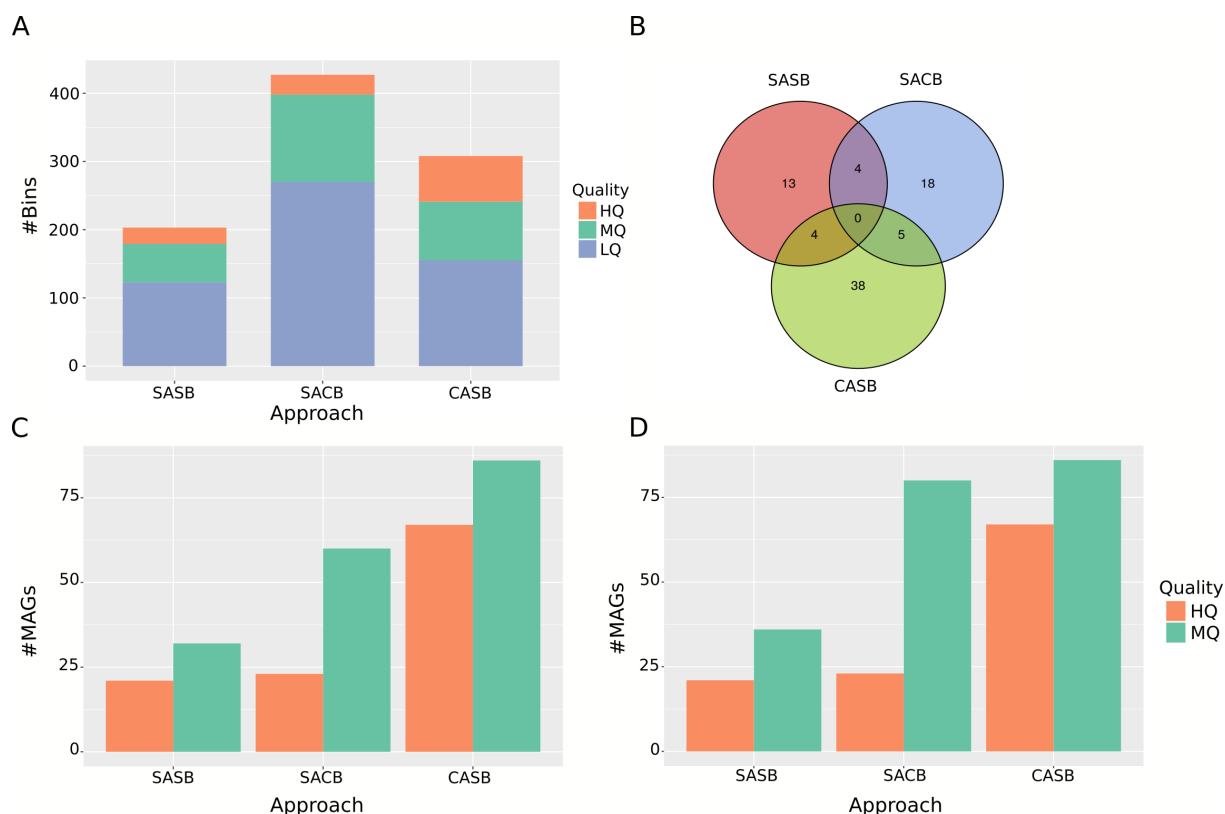 A
#Bins
400
300
200
100
0
SASB
SACB
CASB
Approach
Quality
HQ
MQ
LQ
B
SASB
SACB
13
4
18
0
4
5
38
CASB
C
#MAGs
75
50
25
0
SASB
SACB
CASB
Approach
D
#MAGs
75
50
25
0
SASB
SACB
CASB
Approach
Quality
HQ
MQ